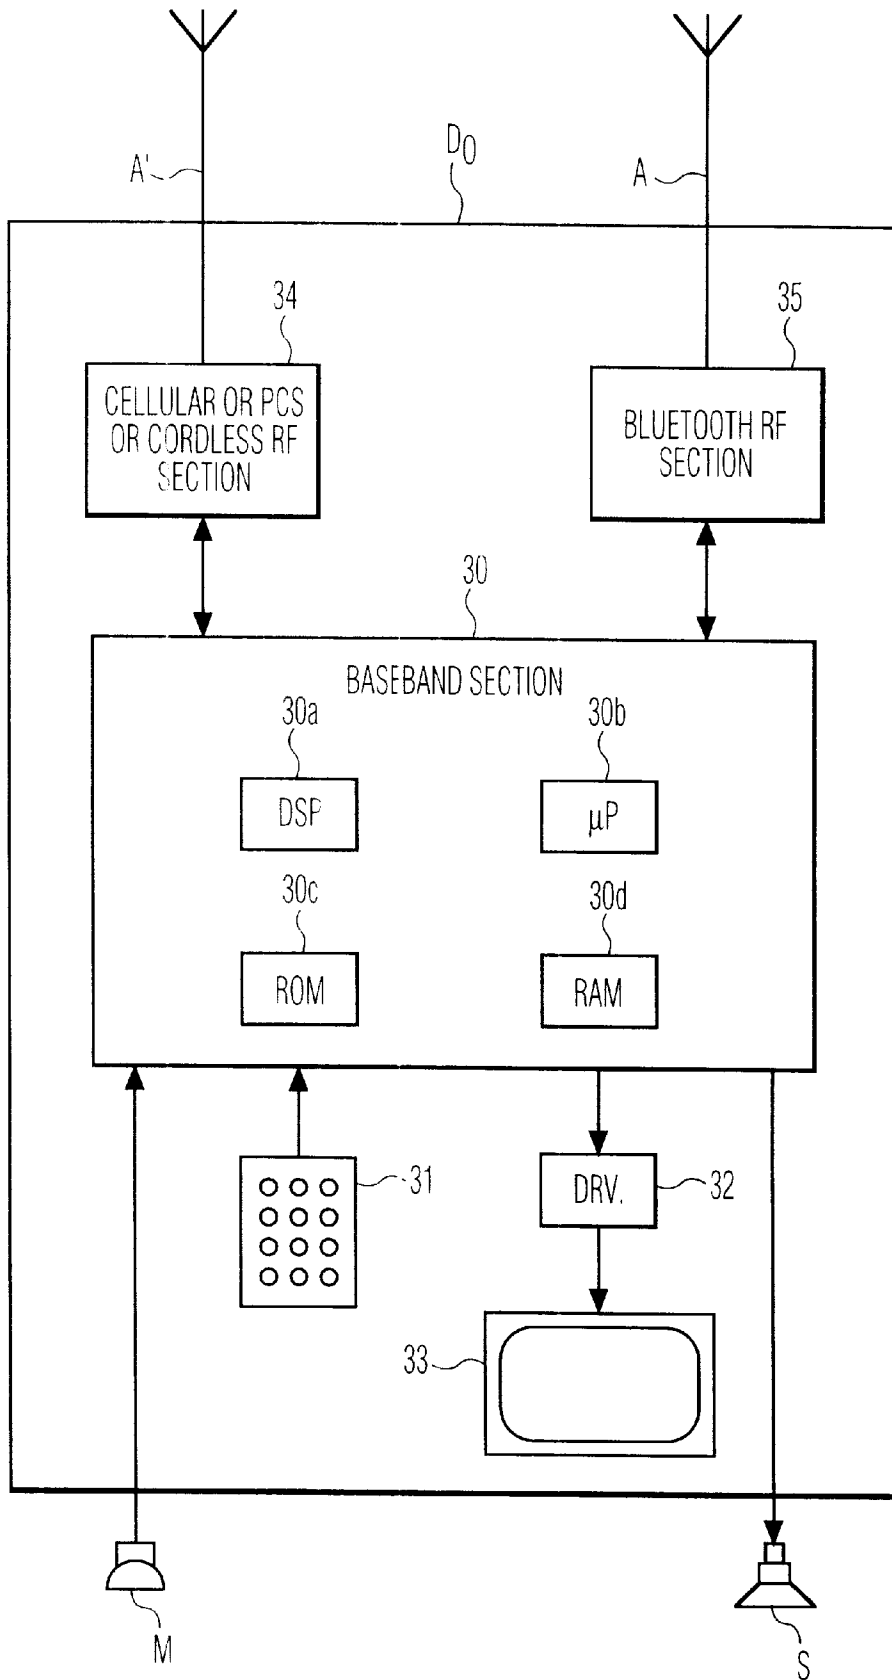 A'
D0
A
34
35
CELLULAR OR PCS
OR CORDLESS RF
SECTION
BLUETOOTH RF
SECTION
30
BASEBAND SECTION
30a
30b
DSP
μP
30c
30d
ROM
RAM
31
DRV.
32
33
M
S